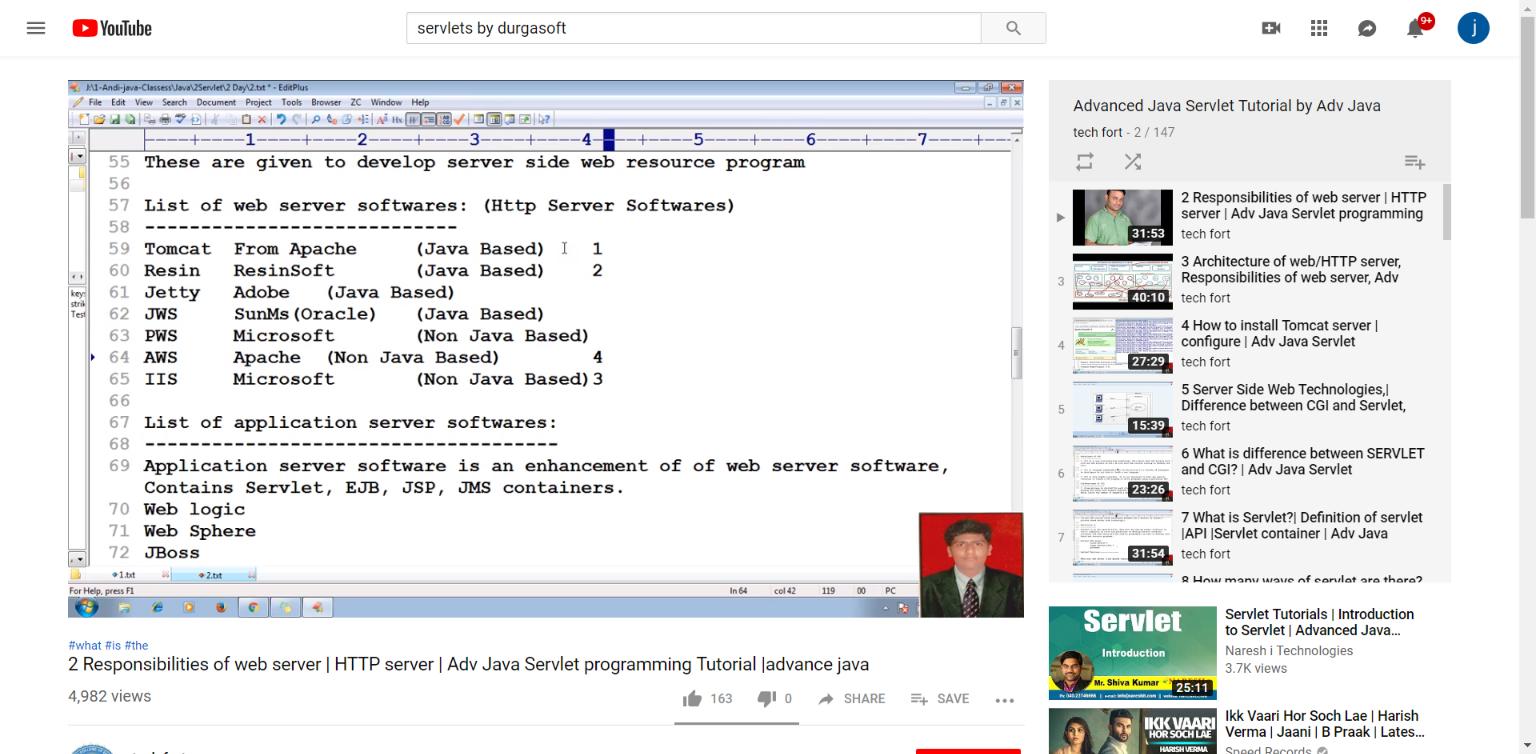 YouTube
servlets by durgasoft
9+
j
J:\1-Andi-java-Classess\Java\2Servlet\2 Day\2.txt * - EditPlus
File Edit View Search Document Project Tools Browser ZC Window Help
----+----1----+----2----+----3----+----4----+----5----+----6----+----7----+--
55 These are given to develop server side web resource program
56
57 List of web server softwares: (Http Server Softwares)
58 ----------------------------
59 Tomcat From Apache (Java Based) 1
60 Resin ResinSoft (Java Based) 2
61 Jetty Adobe (Java Based)
62 JWS SunMs(Oracle) (Java Based)
63 PWS Microsoft (Non Java Based)
64 AWS Apache (Non Java Based) 4
65 IIS Microsoft (Non Java Based)3
66
67 List of application server softwares:
68 -------------------------------------
69 Application server software is an enhancement of of web server software,
Contains Servlet, EJB, JSP, JMS containers.
70 Web logic
71 Web Sphere
72 JBoss
1.txt 2.txt
For Help, press F1 ln 64 col 42 119 00 PC
#what #is #the
2 Responsibilities of web server | HTTP server | Adv Java Servlet programming Tutorial |advance java
4,982 views
163 0 SHARE SAVE
Advanced Java Servlet Tutorial by Adv Java
tech fort - 2 / 147
2 Responsibilities of web server | HTTP
server | Adv Java Servlet programming
tech fort
31:53
3
3 Architecture of web/HTTP server,
Responsibilities of web server, Adv
tech fort
40:10
4
4 How to install Tomcat server |
configure | Adv Java Servlet
tech fort
27:29
5
5 Server Side Web Technologies,|
Difference between CGI and Servlet,
tech fort
15:39
6
6 What is difference between SERVLET
and CGI? | Adv Java Servlet
tech fort
23:26
7
7 What is Servlet?| Definition of servlet
|API |Servlet container | Adv Java
tech fort
31:54
8 How many ways of servlet are there?
Servlet
Introduction
Mr. Shiva Kumar
25:11
Servlet Tutorials | Introduction
to Servlet | Advanced Java...
Naresh i Technologies
3.7K views
IKK VAARI
HOR SOCH LAE
HARISH
VERMA
Ikk Vaari Hor Soch Lae | Harish
Verma | Jaani | B Praak | Lates...
Speed Records